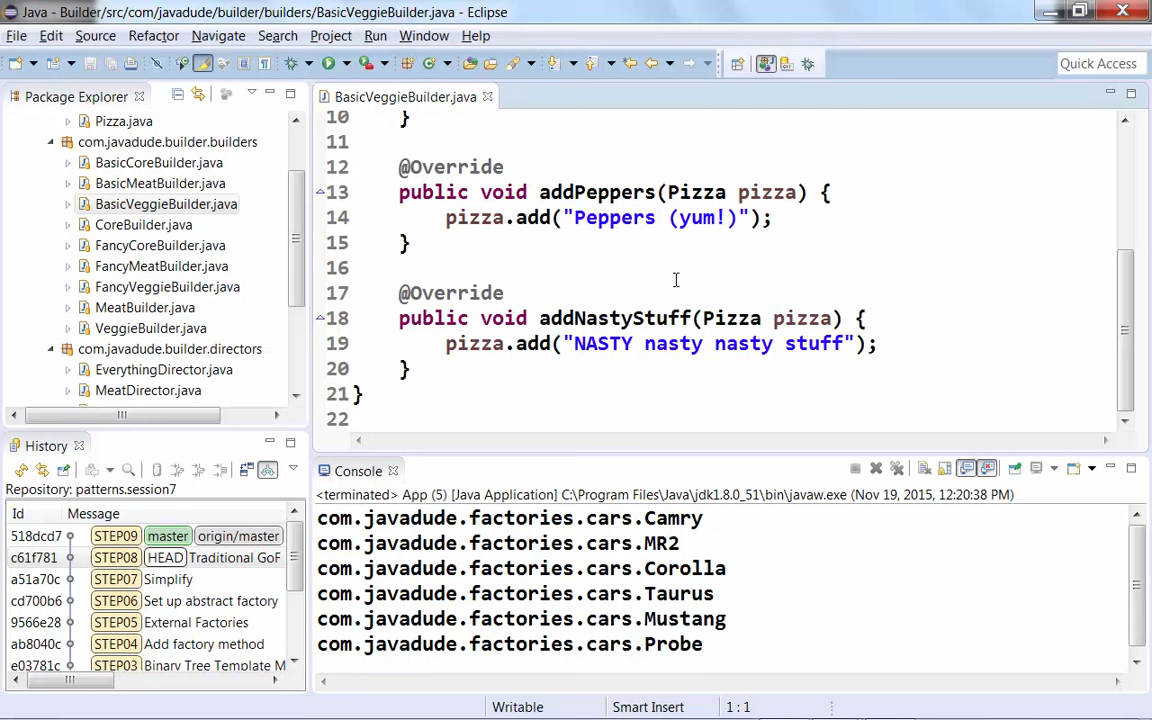 Java - Builder/src/com/javadude/builder/builders/BasicVeggieBuilder.java - Eclipse
File Edit Source Refactor Navigate Search Project Run Window Help
Quick Access
Package Explorer
Pizza.java
com.javadude.builder.builders
BasicCoreBuilder.java
BasicMeatBuilder.java
BasicVeggieBuilder.java
CoreBuilder.java
FancyCoreBuilder.java
FancyMeatBuilder.java
FancyVeggieBuilder.java
MeatBuilder.java
VeggieBuilder.java
com.javadude.builder.directors
EverythingDirector.java
MeatDirector.java
BasicVeggieBuilder.java
10 }
11
12 @Override
13 public void addPeppers(Pizza pizza) {
14 pizza.add("Peppers (yum!)");
15 }
16
17 @Override
18 public void addNastyStuff(Pizza pizza) {
19 pizza.add("NASTY nasty nasty stuff");
20 }
21 }
22
History
Repository: patterns.session7
Id Message
518dcd7 STEP09 master origin/master
c61f781 STEP08 HEAD Traditional GoF
a51a70c STEP07 Simplify
cd700b6 STEP06 Set up abstract factory
9566e28 STEP05 External Factories
ab8040c STEP04 Add factory method
e03781c STEP03 Binary Tree Template M
Console
<terminated> App (5) [Java Application] C:\Program Files\Java\jdk1.8.0_51\bin\javaw.exe (Nov 19, 2015, 12:20:38 PM)
com.javadude.factories.cars.Camry
com.javadude.factories.cars.MR2
com.javadude.factories.cars.Corolla
com.javadude.factories.cars.Taurus
com.javadude.factories.cars.Mustang
com.javadude.factories.cars.Probe
Writable Smart Insert 1 : 1